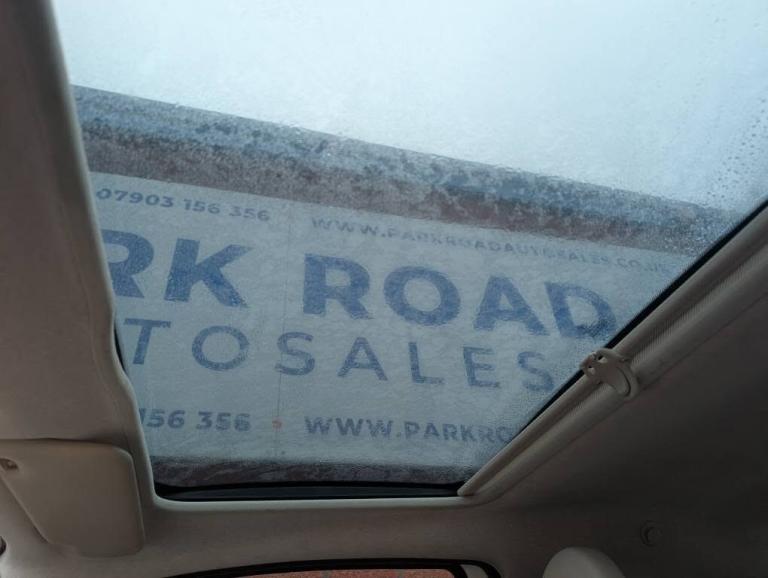 07903 156 356 WWW.PARKROADAUTOSALES.CO.UK
RK ROAD
TOSALES
156 356 • WWW.PARKRO